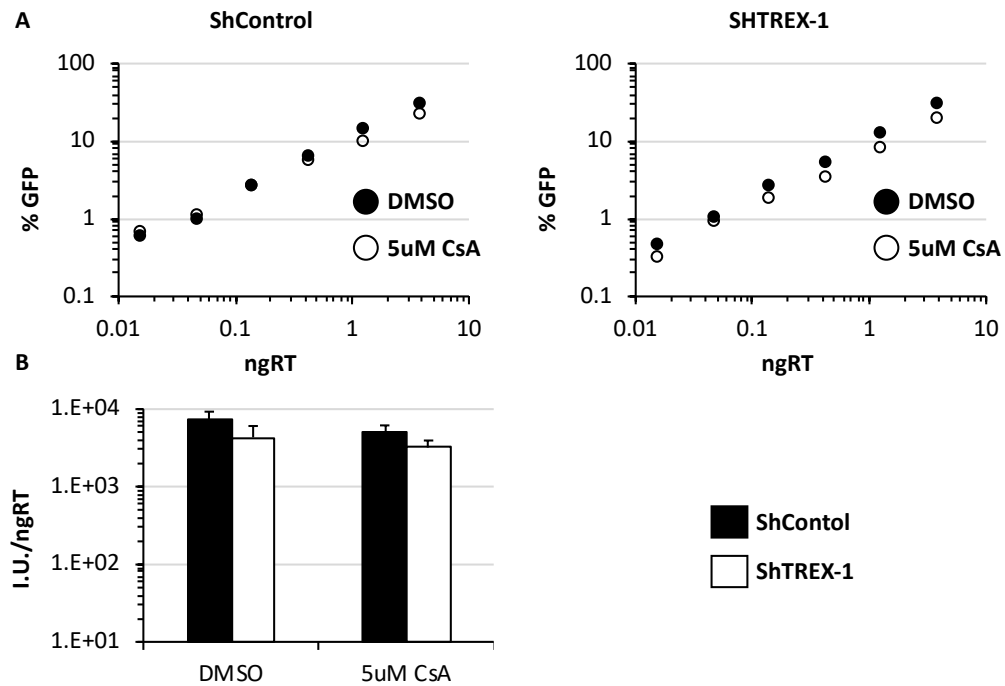 A
ShControl
SHTREX-1
100
10
1
0.1
% GFP
0.01
0.1
1
10
ngRT
DMSO
5uM CsA
100
10
1
0.1
% GFP
0.01
0.1
1
10
ngRT
DMSO
5uM CsA
B
1.E+04
1.E+03
1.E+02
1.E+01
I.U./ngRT
DMSO
5uM CsA
ShContol
ShTREX-1